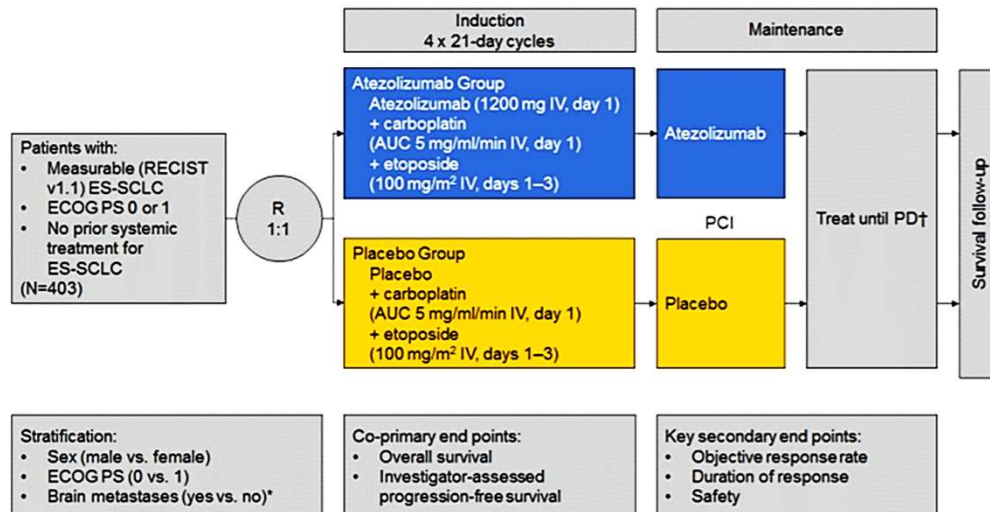 Induction
4 x 21-day cycles
Maintenance
Patients with:
• Measurable (RECIST
v1.1) ES-SCLC
• ECOG PS 0 or 1
• No prior systemic
treatment for
ES-SCLC
(N=403)
R
1:1
Atezolizumab Group
Atezolizumab (1200 mg IV, day 1)
+ carboplatin
(AUC 5 mg/ml/min IV, day 1)
+ etoposide
(100 mg/m² IV, days 1–3)
Atezolizumab
Placebo Group
Placebo
+ carboplatin
(AUC 5 mg/ml/min IV, day 1)
+ etoposide
(100 mg/m² IV, days 1–3)
PCI
Placebo
Treat until PD†
Survival follow-up
Stratification:
• Sex (male vs. female)
• ECOG PS (0 vs. 1)
• Brain metastases (yes vs. no)*
Co-primary end points:
• Overall survival
• Investigator-assessed
progression-free survival
Key secondary end points:
• Objective response rate
• Duration of response
• Safety